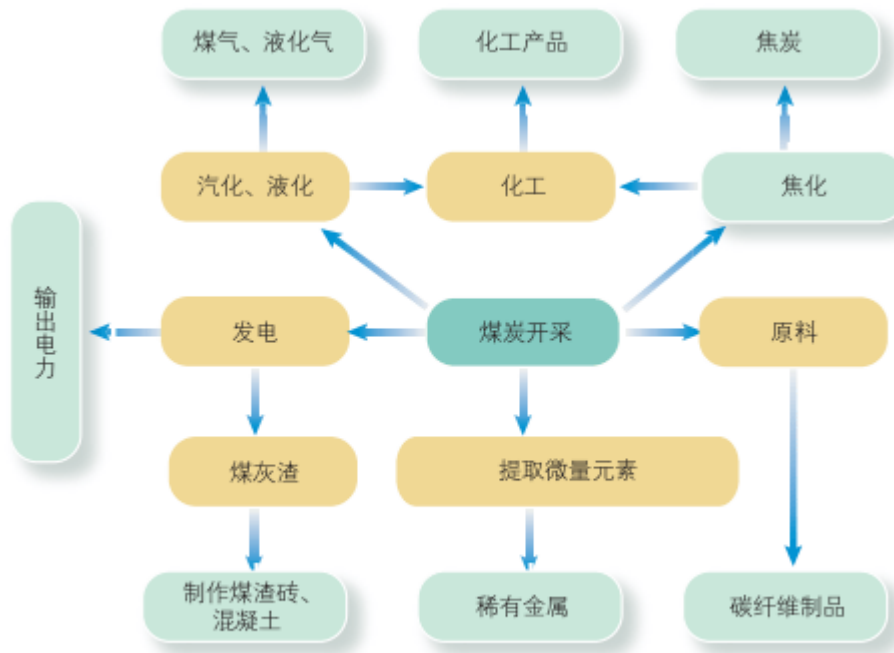 煤气、液化气
化工产品
焦炭
汽化、液化
化工
焦化
输出电力
发电
煤炭开采
原料
煤灰渣
提取微量元素
制作煤渣砖、
混凝土
稀有金属
碳纤维制品